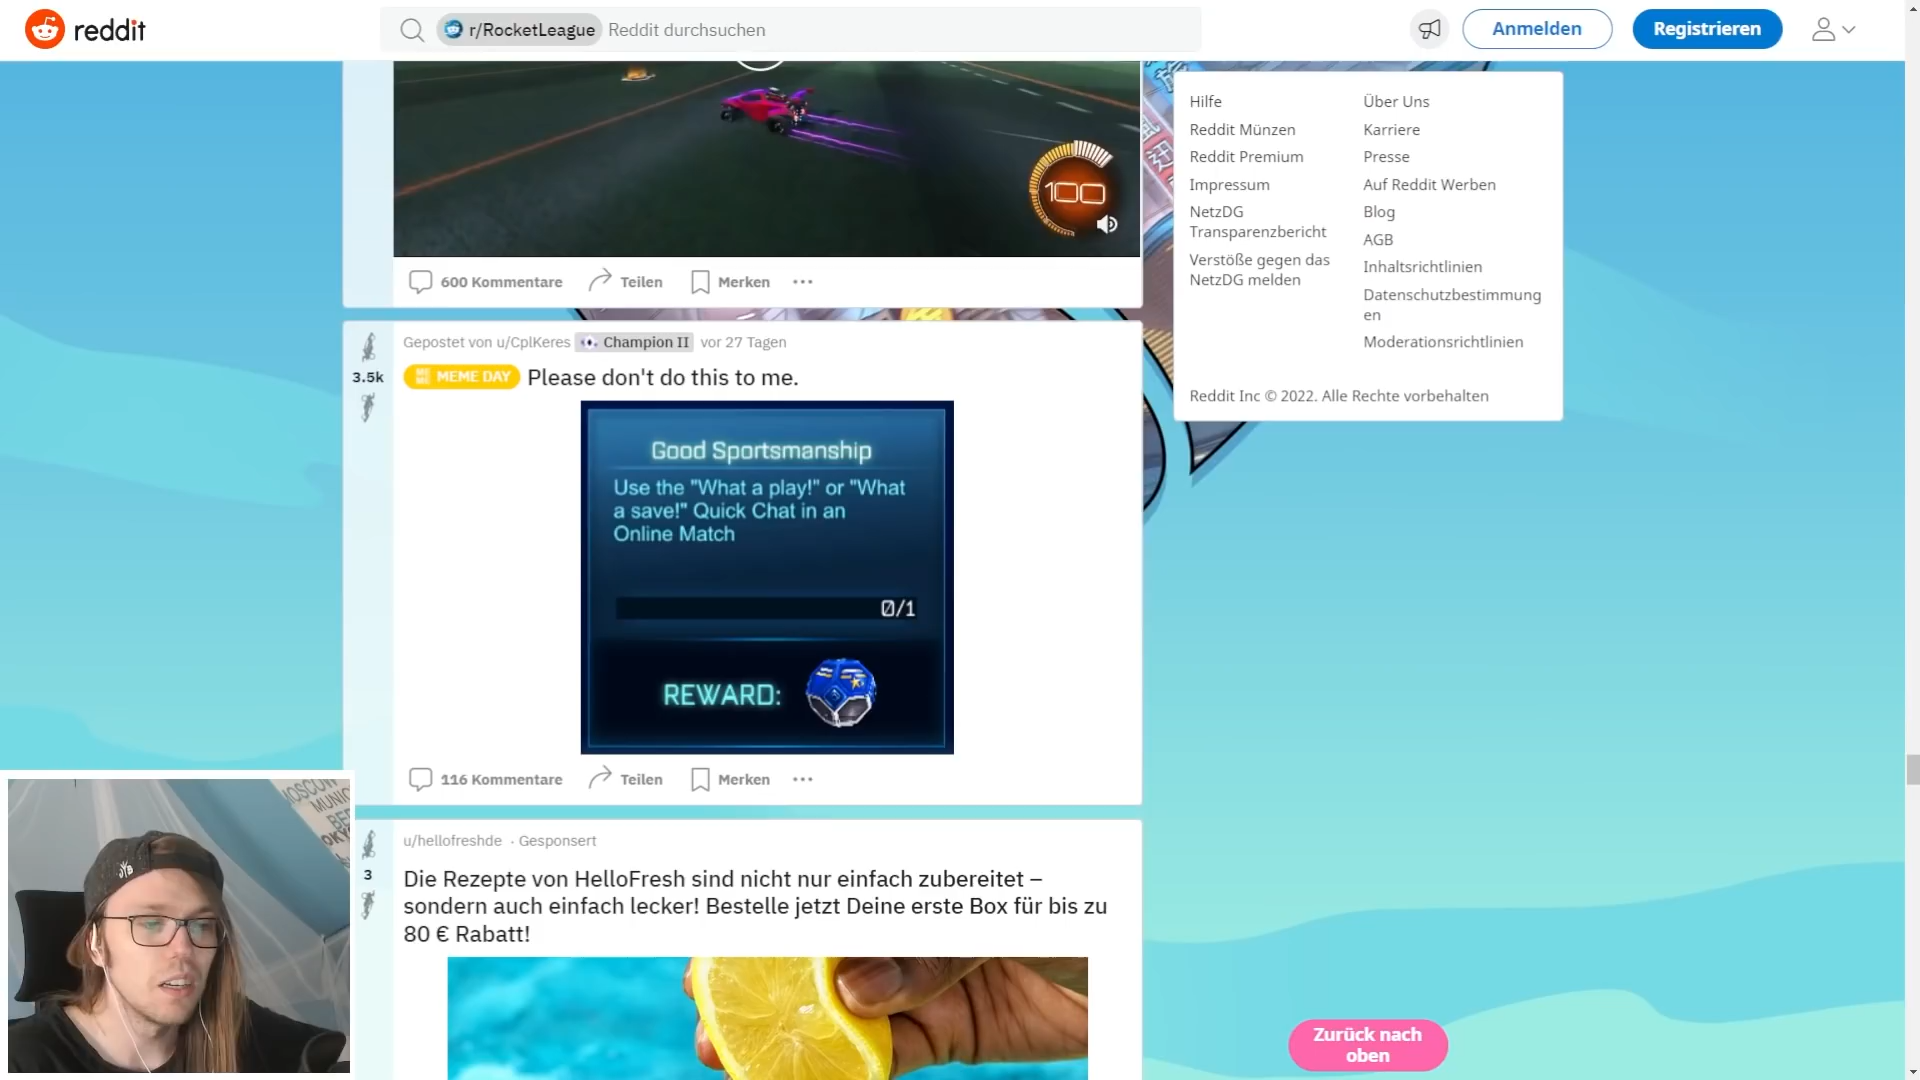 reddit
r/RocketLeague Reddit durchsuchen
Anmelden
Registrieren
100
600 Kommentare
Teilen
Merken
Hilfe
Reddit Münzen
Reddit Premium
Impressum
NetzDG
Transparenzbericht
Verstöße gegen das
NetzDG melden
Über Uns
Karriere
Presse
Auf Reddit Werben
Blog
AGB
Inhaltsrichtlinien
Datenschutzbestimmung
en
Moderationsrichtlinien
Reddit Inc © 2022. Alle Rechte vorbehalten
3.5k
Gepostet von u/CplKeres Champion II vor 27 Tagen
MEME DAY Please don't do this to me.
Good Sportsmanship
Use the "What a play!" or "What
a save!" Quick Chat in an
Online Match
0/1
REWARD:
116 Kommentare
Teilen
Merken
3
u/hellofreshde · Gesponsert
Die Rezepte von HelloFresh sind nicht nur einfach zubereitet –
sondern auch einfach lecker! Bestelle jetzt Deine erste Box für bis zu
80 € Rabatt!
Zurück nach
oben